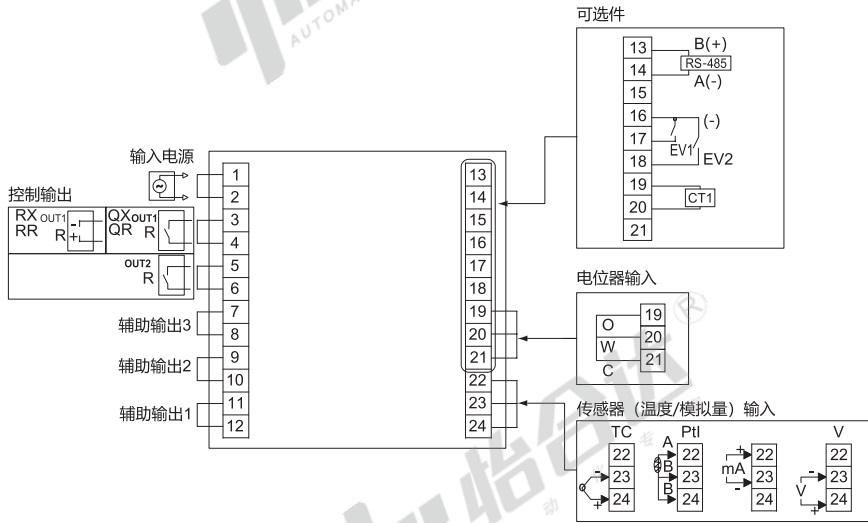 AUTOMA
可选件
13 B(+)
RS-485
14 A(-)
15
16 (-)
17 EV1
18 EV2
19
CT1
20
21
输入电源
1
2
控制输出
RX OUT1 -
RR R +
QX OUT1
QR R
3
4
OUT2
R
5
6
辅助输出3
7
8
辅助输出2
9
10
辅助输出1
11
12
13
14
15
16
17
18
19
20
21
22
23
24
电位器输入
O 19
W 20
C 21
怡合达®
传感器（温度/模拟量）输入
TC PtI V
A + 22 22 22 22
- B mA - 23 23 23 23
+ B V + 24 24 24 24